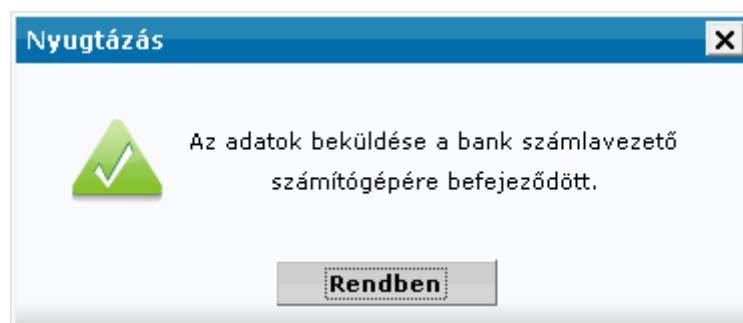 Nyugtázás
Az adatok beküldése a bank számlavezető
számítógépére befejeződött.
Rendben